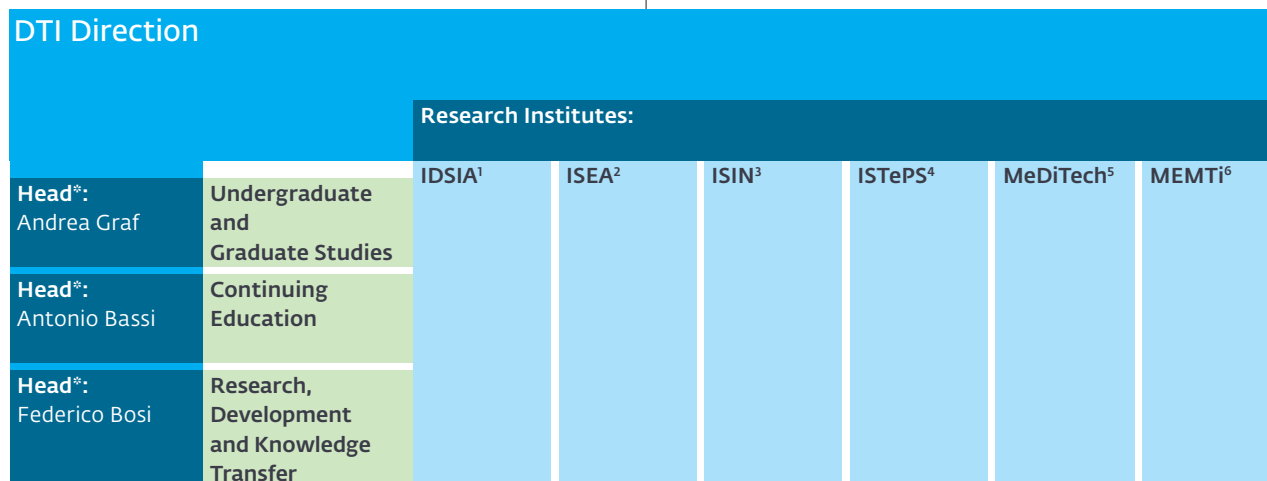 DTI Direction
Research Institutes:
IDSIA¹ ISEA² ISIN³ ISTePS⁴ MeDiTech⁵ MEMTi⁶
Head*:
Andrea Graf
Undergraduate
and
Graduate Studies
Head*:
Antonio Bassi
Continuing
Education
Head*:
Federico Bosi
Research,
Development
and Knowledge
Transfer